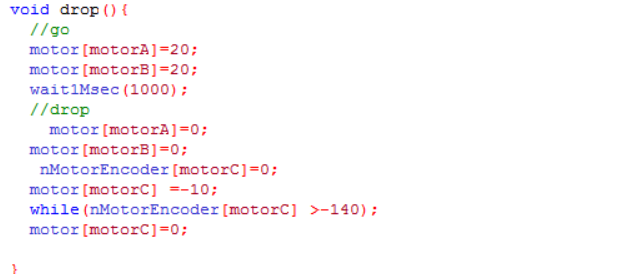 void drop(){
//go
motor[motorA]=20;
motor[motorB]=20;
wait1Msec(1000);
//drop
motor[motorA]=0;
motor[motorB]=0;
nMotorEncoder[motorC]=0;
motor[motorC] =-10;
while(nMotorEncoder[motorC] >-140);
motor[motorC]=0;
}